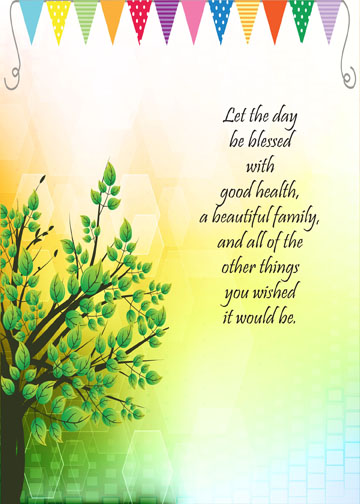 Let the day
be blessed
with
good health,
a beautiful family,
and all of the
other things
you wished
it would be.